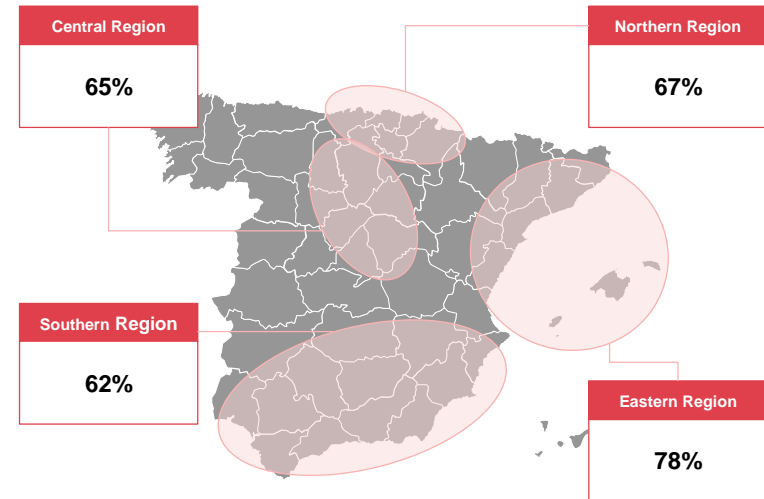 Central Region
65%
Northern Region
67%
Southern Region
62%
Eastern Region
78%